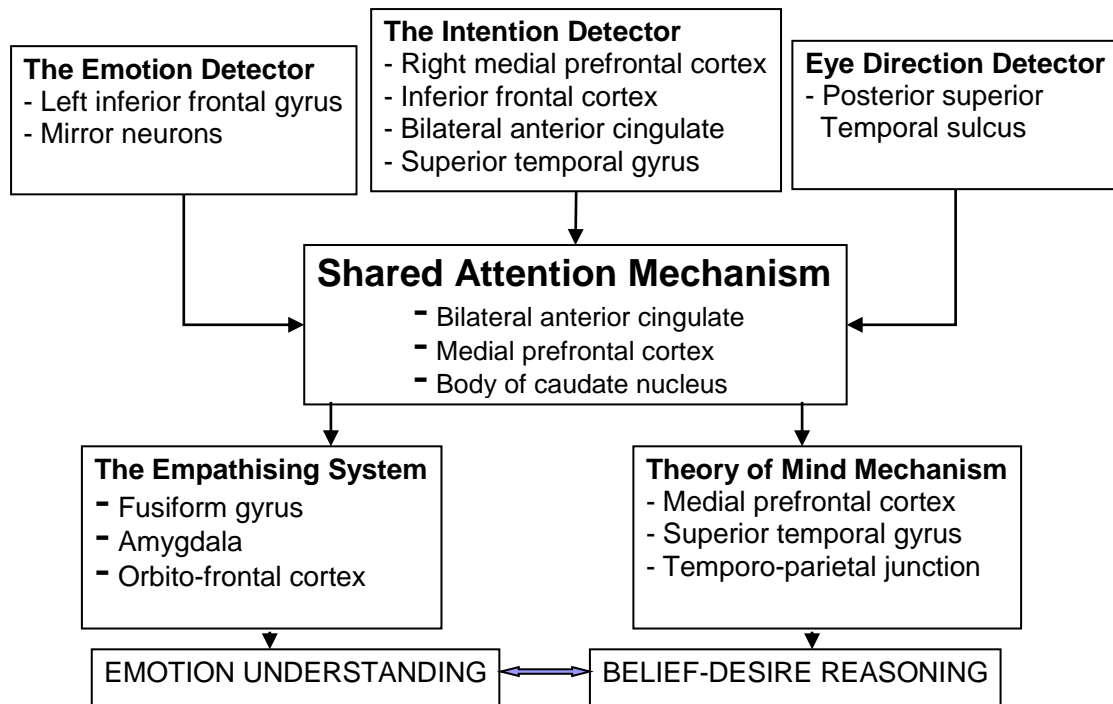 The Emotion Detector
- Left inferior frontal gyrus
- Mirror neurons
The Intention Detector
- Right medial prefrontal cortex
- Inferior frontal cortex
- Bilateral anterior cingulate
- Superior temporal gyrus
Eye Direction Detector
- Posterior superior
Temporal sulcus
Shared Attention Mechanism
- Bilateral anterior cingulate
- Medial prefrontal cortex
- Body of caudate nucleus
The Empathising System
- Fusiform gyrus
- Amygdala
- Orbito-frontal cortex
Theory of Mind Mechanism
- Medial prefrontal cortex
- Superior temporal gyrus
- Temporo-parietal junction
EMOTION UNDERSTANDING
BELIEF-DESIRE REASONING